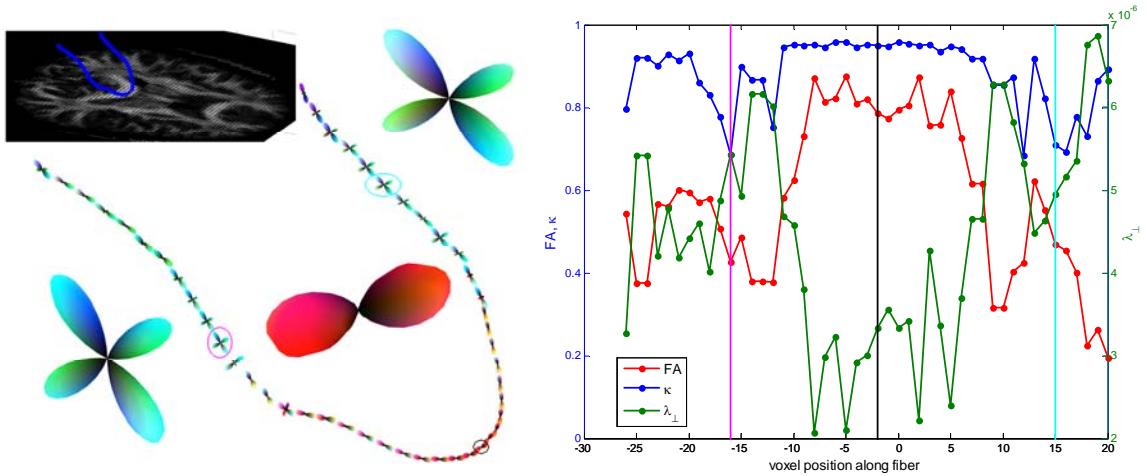 x 10⁻⁶
1
0.8
0.6
0.4
0.2
0
FA, κ
7
6
5
4
3
2
λ⊥
FA
κ
λ⊥
-30 -25 -20 -15 -10 -5 0 5 10 15 20
voxel position along fiber